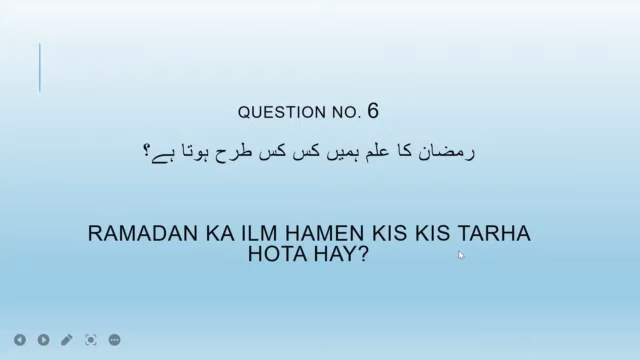 QUESTION NO. 6
رمضان کا علم ہمیں کس کس طرح ہوتا ہے؟
RAMADAN KA ILM HAMEN KIS KIS TARHA
HOTA HAY?